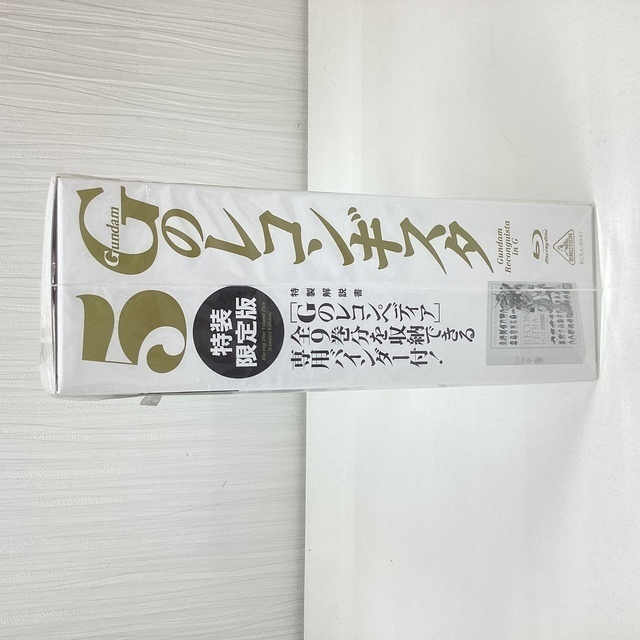 Gundam
Gのレコンギスタ
Gundam
Reconguista
in G
5
特装
限定版
特製解説書
[Gのレコンペディア]
全9巻分を収納できる
専用バインダー付!